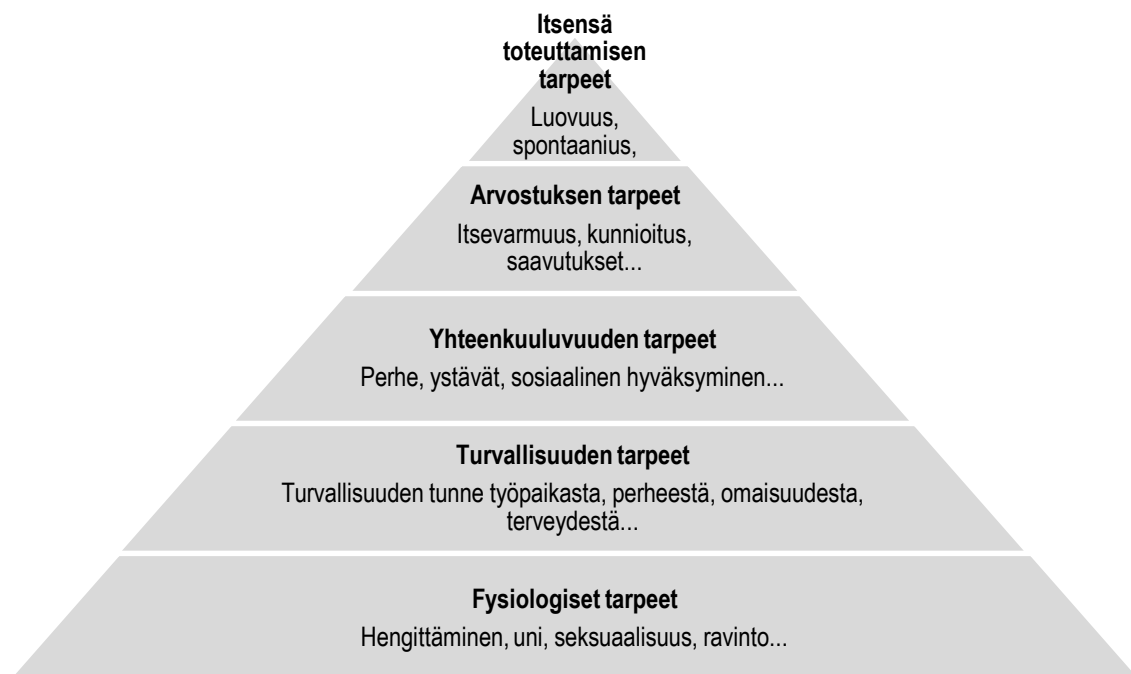 Itsensä
toteuttamisen
tarpeet
Luovuus,
spontaanius,
Arvostuksen tarpeet
Itsevarmuus, kunnioitus,
saavutukset...
Yhteenkuuluvuuden tarpeet
Perhe, ystävät, sosiaalinen hyväksyminen...
Turvallisuuden tarpeet
Turvallisuuden tunne työpaikasta, perheestä, omaisuudesta,
terveydestä...
Fysiologiset tarpeet
Hengittäminen, uni, seksuaalisuus, ravinto...